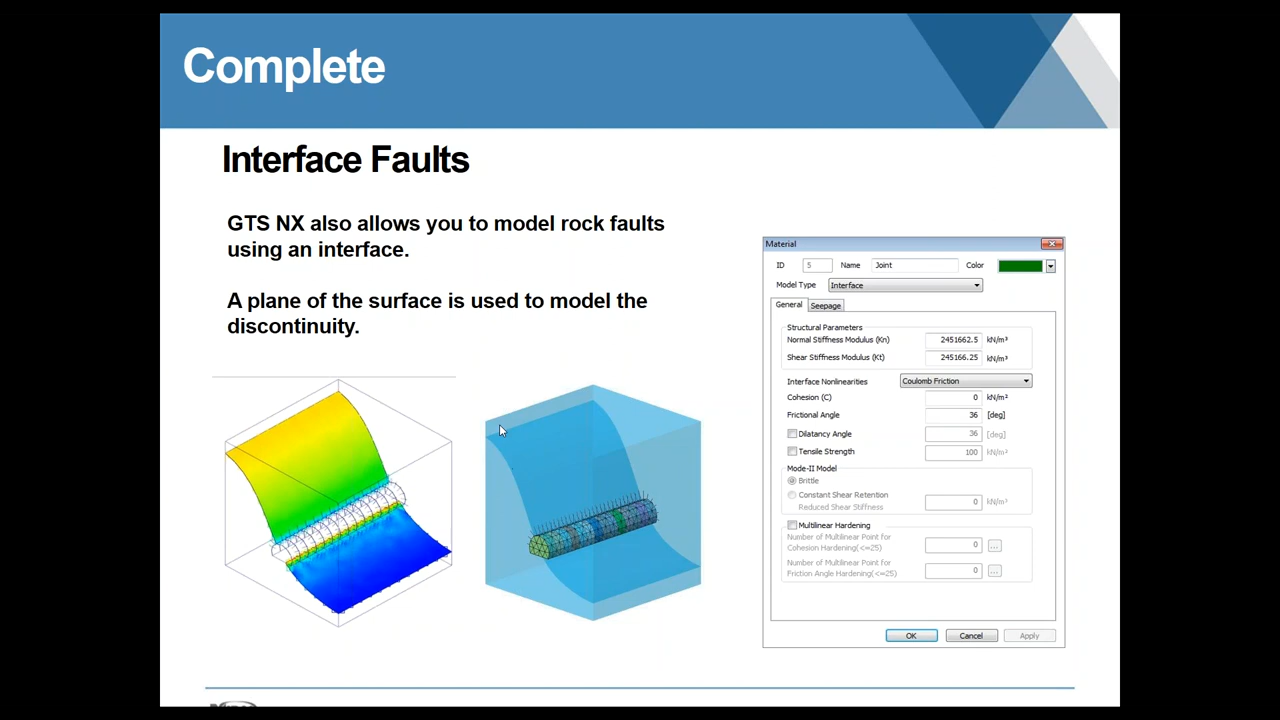 Complete
Interface Faults
GTS NX also allows you to model rock faults
using an interface.
A plane of the surface is used to model the
discontinuity.
Material
ID 5 Name Joint Color
Model Type Interface
General Seepage
Structural Parameters
Normal Stiffness Modulus (Kn) 2451662.5 kN/m³
Shear Stiffness Modulus (Kt) 245166.25 kN/m³
Interface Nonlinearities Coulomb Friction
Cohesion (C) 0 kN/m²
Frictional Angle 36 [deg]
Dilatancy Angle 36 [deg]
Tensile Strength 100 kN/m²
Mode-II Model
Brittle
Constant Shear Retention
Reduced Shear Stiffness 0 kN/m³
Multilinear Hardening
Number of Multilinear Point for
Cohesion Hardening(<=25) 0 ...
Number of Multilinear Point for
Friction Angle Hardening(<=25) 0 ...
OK Cancel Apply